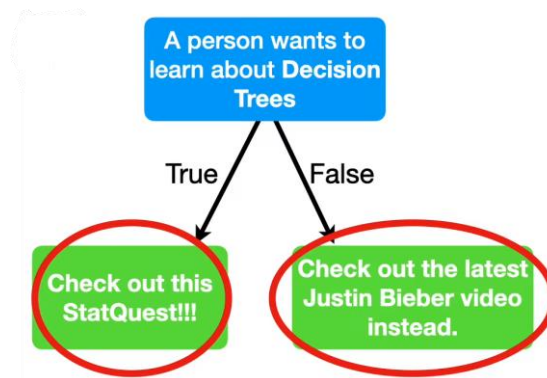 A person wants to
learn about Decision
Trees
True
False
Check out this
StatQuest!!!
Check out the latest
Justin Bieber video
instead.